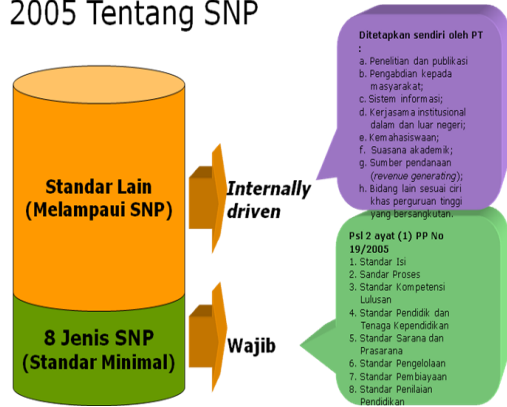 2005 Tentang SNP
Standar Lain
(Melampaui SNP)
Internally
driven
Ditetapkan sendiri oleh PT
:
a. Penelitian dan publikasi
b. Pengabdian kepada
masyarakat;
c. Sistem informasi;
d. Kerjasama institusional
dalam dan luar negeri;
e. Kemahasiswaan;
f. Suasana akademik;
g. Sumber pendanaan
(revenue generating);
h. Bidang lain sesuai ciri
khas perguruan tinggi
yang bersangkutan.
8 Jenis SNP
(Standar Minimal)
Wajib
Psl 2 ayat (1) PP No
19/2005
1. Standar Isi
2. Sandar Proses
3. Standar Kompetensi
Lulusan
4. Standar Pendidik dan
Tenaga Kependidikan
5. Standar Sarana dan
Prasarana
6. Standar Pengelolaan
7. Standar Pembiayaan
8. Standar Penilaian
Pendidikan